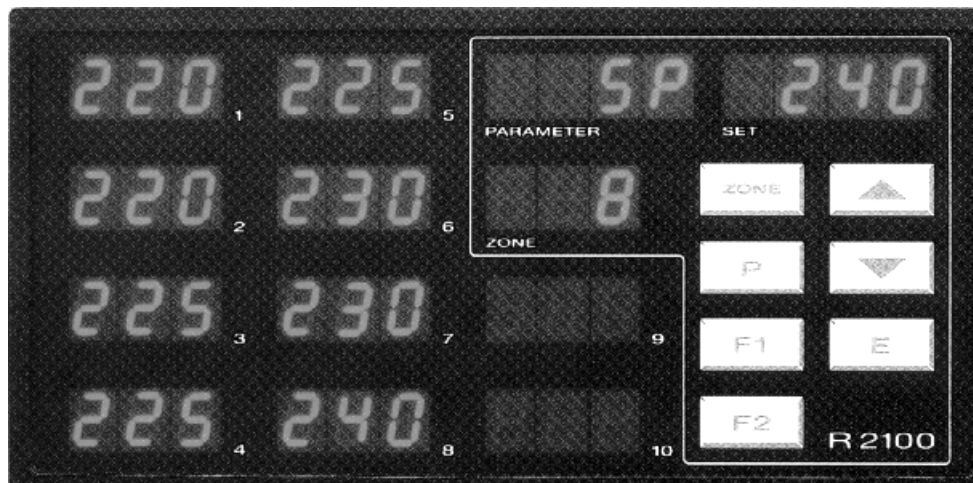 220 1 225 5 SP 240
PARAMETER SET
220 2 230 6 8 ZONE
ZONE
P
225 3 230 7 9 F1 E
F2
225 4 240 8 10 R 2100